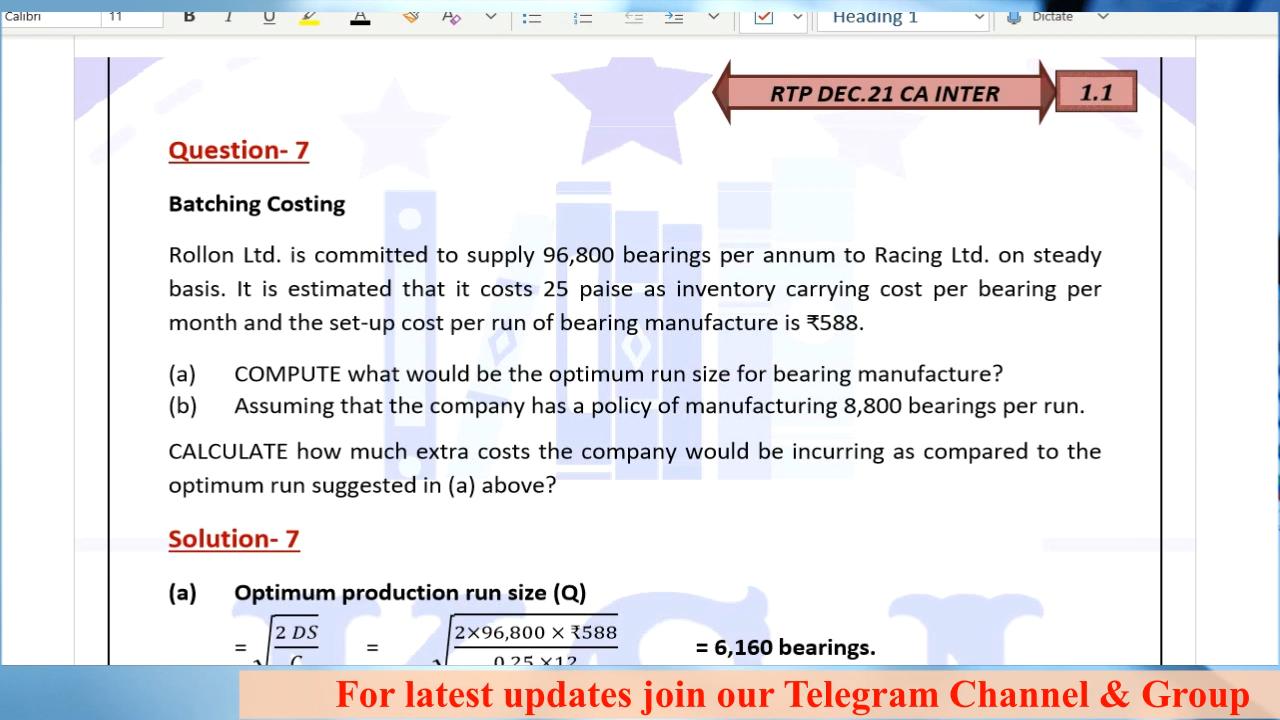 Calibri 11 B I U A A Heading 1 Dictate
RTP DEC.21 CA INTER 1.1
Question- 7
Batching Costing
Rollon Ltd. is committed to supply 96,800 bearings per annum to Racing Ltd. on steady
basis. It is estimated that it costs 25 paise as inventory carrying cost per bearing per
month and the set-up cost per run of bearing manufacture is ₹588.
(a) COMPUTE what would be the optimum run size for bearing manufacture?
(b) Assuming that the company has a policy of manufacturing 8,800 bearings per run.
CALCULATE how much extra costs the company would be incurring as compared to the
optimum run suggested in (a) above?
Solution- 7
(a) Optimum production run size (Q)
= √ 2 DS / C = √ 2×96,800 × ₹588 / 0.25 ×12 = 6,160 bearings.
For latest updates join our Telegram Channel & Group